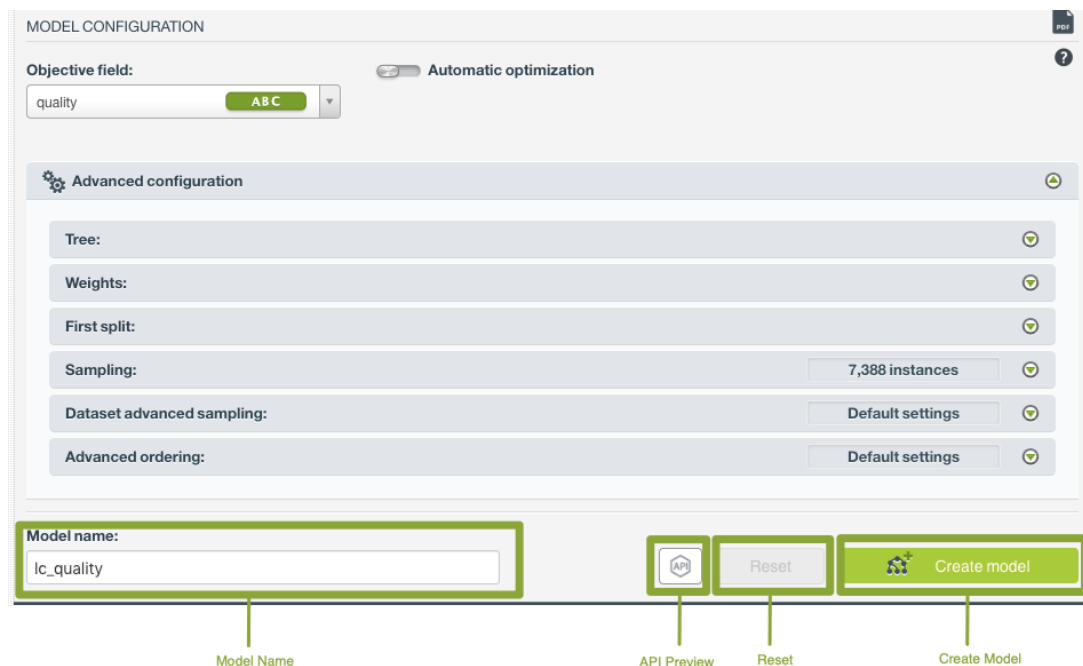 MODEL CONFIGURATION
PDF
?
Objective field:
Automatic optimization
quality
ABC
Advanced configuration
Tree:
Weights:
First split:
Sampling:
7,388 instances
Dataset advanced sampling:
Default settings
Advanced ordering:
Default settings
Model name:
lc_quality
API
Reset
Create model
Model Name
API Preview
Reset
Create Model